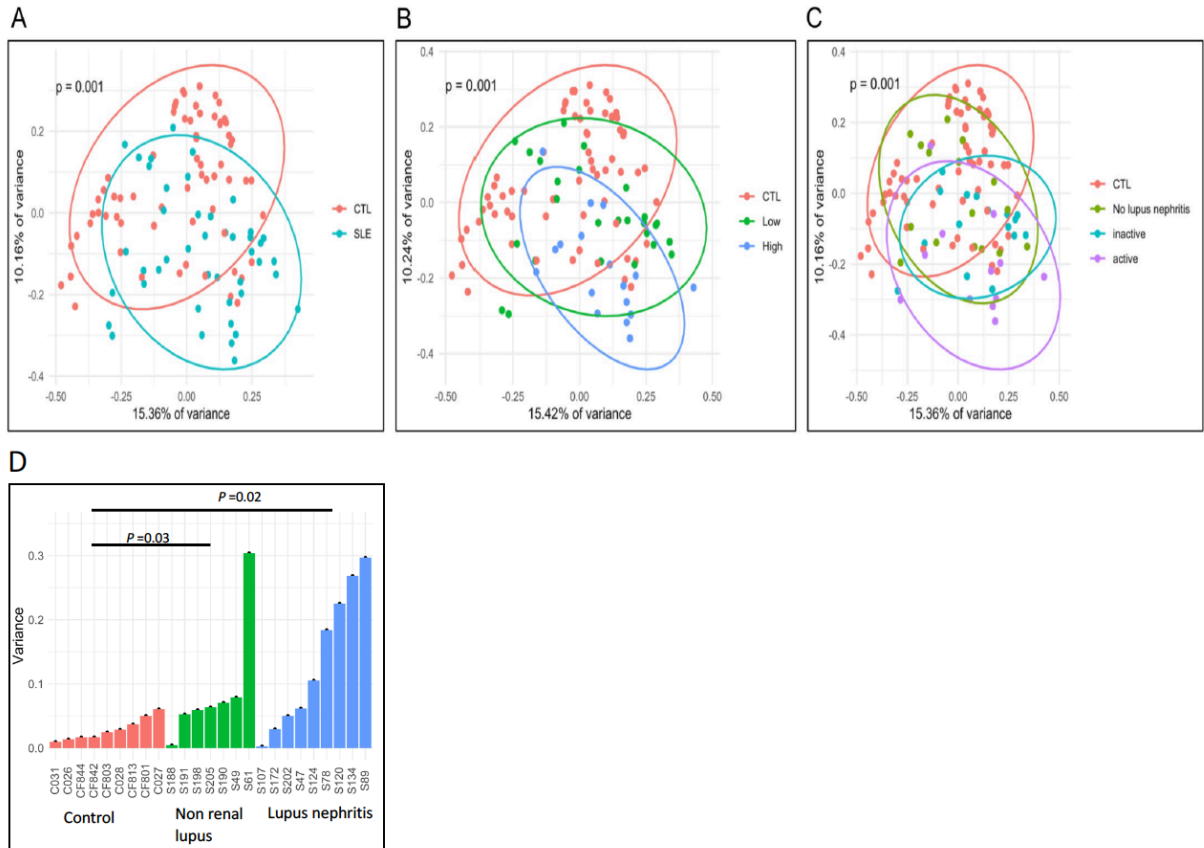 A
p = 0.001
0.2
0.0
-0.2
-0.4
10.16% of variance
-0.50
-0.25
0.00
0.25
15.36% of variance
CTL
SLE
B
p = 0.001
0.4
0.2
0.0
-0.2
-0.4
10.24% of variance
-0.50
-0.25
0.00
0.25
0.50
15.42% of variance
CTL
Low
High
C
p = 0.001
0.4
0.2
0.0
-0.2
-0.4
10.16% of variance
-0.50
-0.25
0.00
0.25
0.50
15.36% of variance
CTL
No lupus nephritis
inactive
active
D
P =0.02
P =0.03
0.3
0.2
0.1
0.0
Variance
C031
C026
CF844
CF842
CF803
C028
CF813
CF801
C027
S188
S191
S198
S205
S190
S49
S61
S107
S172
S202
S47
S124
S78
S120
S134
S89
Control
Non renal
lupus
Lupus nephritis